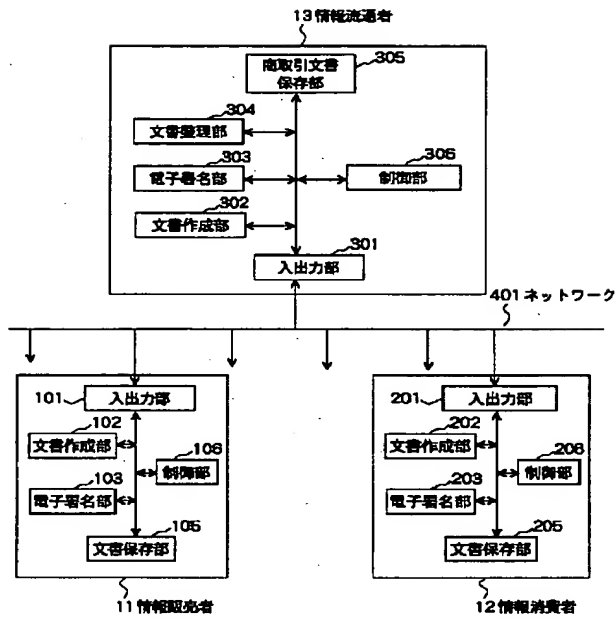 13 情報流通者
商取引文書
保存部
305
304
文書整理部
303
電子署名部
306
制御部
302
文書作成部
301
入出力部
401 ネットワーク
101
入出力部
102
文書作成部
106
制御部
103
電子署名部
105
文書保存部
11 情報販売者
201
入出力部
202
文書作成部
206
制御部
203
電子署名部
205
文書保存部
12 情報消費者